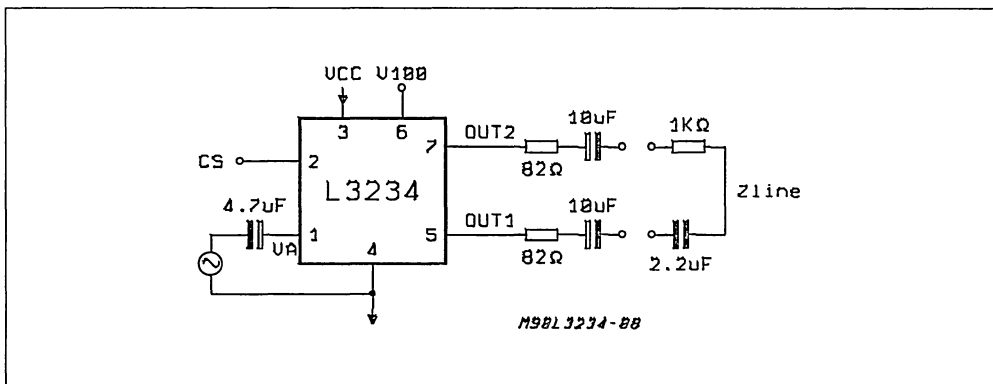 VCC V100
10uF 1KΩ
3 6
7 OUT2
82Ω
CS 2
L3234 Zline
4.7uF 10uF
1 5 OUT1
VA 4
82Ω 2.2uF
M90L3234-08